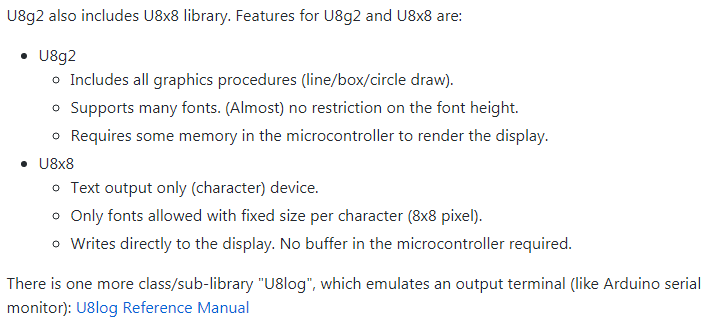 U8g2 also includes U8x8 library. Features for U8g2 and U8x8 are:
• U8g2
○ Includes all graphics procedures (line/box/circle draw).
○ Supports many fonts. (Almost) no restriction on the font height.
○ Requires some memory in the microcontroller to render the display.
• U8x8
○ Text output only (character) device.
○ Only fonts allowed with fixed size per character (8x8 pixel).
○ Writes directly to the display. No buffer in the microcontroller required.
There is one more class/sub-library "U8log", which emulates an output terminal (like Arduino serial
monitor): U8log Reference Manual